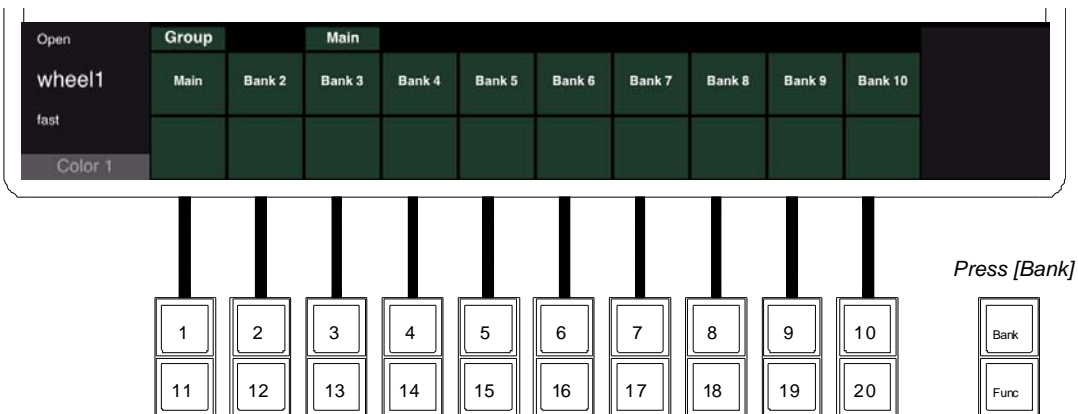 Open Group Main
wheel1 Main Bank 2 Bank 3 Bank 4 Bank 5 Bank 6 Bank 7 Bank 8 Bank 9 Bank 10
fast
Color 1
Press [Bank]
1 2 3 4 5 6 7 8 9 10 Bank
11 12 13 14 15 16 17 18 19 20 Func